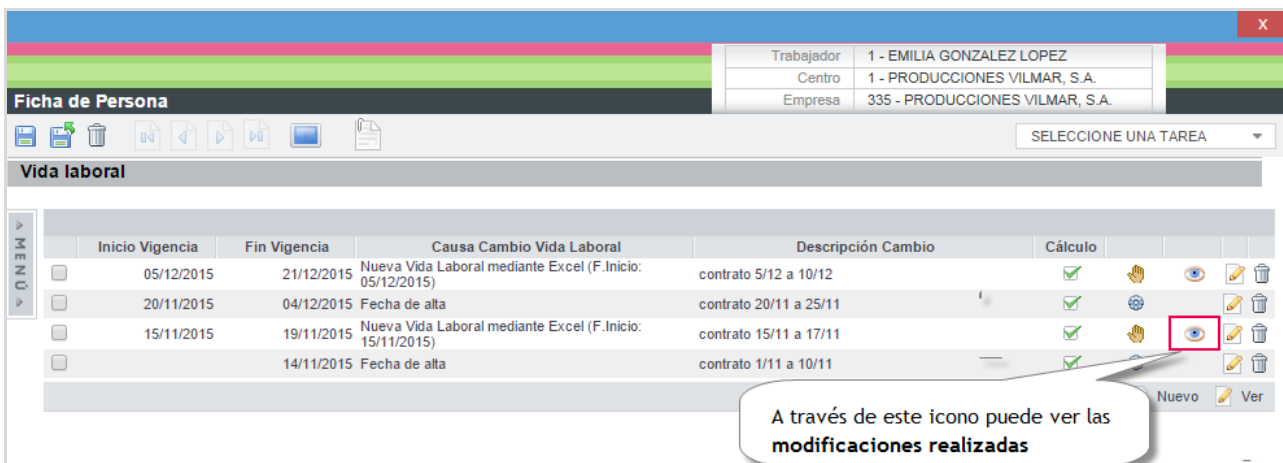 X
Trabajador 1 - EMILIA GONZALEZ LOPEZ
Centro 1 - PRODUCCIONES VILMAR, S.A.
Ficha de Persona Empresa 335 - PRODUCCIONES VILMAR, S.A.
SELECCIONE UNA TAREA
Vida laboral
MENÚ
Inicio Vigencia Fin Vigencia Causa Cambio Vida Laboral Descripción Cambio Cálculo
05/12/2015 21/12/2015 Nueva Vida Laboral mediante Excel (F.Inicio:
05/12/2015) contrato 5/12 a 10/12
20/11/2015 04/12/2015 Fecha de alta contrato 20/11 a 25/11
15/11/2015 19/11/2015 Nueva Vida Laboral mediante Excel (F.Inicio:
15/11/2015) contrato 15/11 a 17/11
14/11/2015 Fecha de alta contrato 1/11 a 10/11
Nuevo Ver
A través de este icono puede ver las
modificaciones realizadas